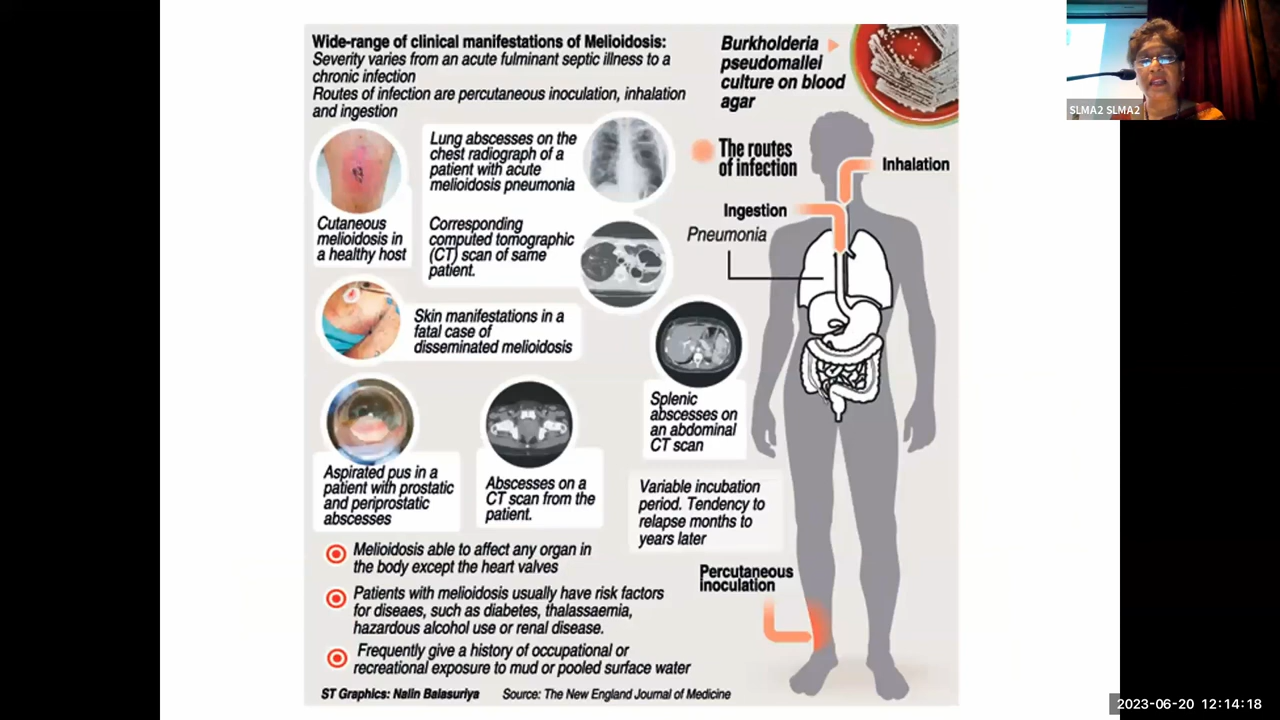 Wide-range of clinical manifestations of Melioidosis:
Severity varies from an acute fulminant septic illness to a
chronic infection
Routes of infection are percutaneous inoculation, inhalation
and ingestion
Burkholderia
pseudomallei
culture on blood
agar
SLMA2 SLMA2
Lung abscesses on the
chest radiograph of a
patient with acute
melioidosis pneumonia
The routes
of infection
Inhalation
Ingestion
Pneumonia
Cutaneous
melioidosis in
a healthy host
Corresponding
computed tomographic
(CT) scan of same
patient.
Skin manifestations in a
fatal case of
disseminated melioidosis
Splenic
abscesses on
an abdominal
CT scan
Aspirated pus in a
patient with prostatic
and periprostatic
abscesses
Abscesses on a
CT scan from the
patient.
Variable incubation
period. Tendency to
relapse months to
years later
Melioidosis able to affect any organ in
the body except the heart valves
Patients with melioidosis usually have risk factors
for diseaes, such as diabetes, thalassaemia,
hazardous alcohol use or renal disease.
Frequently give a history of occupational or
recreational exposure to mud or pooled surface water
Percutaneous
inoculation
ST Graphics: Nalin Balasuriya Source: The New England Journal of Medicine
2023-06-20 12:14:18